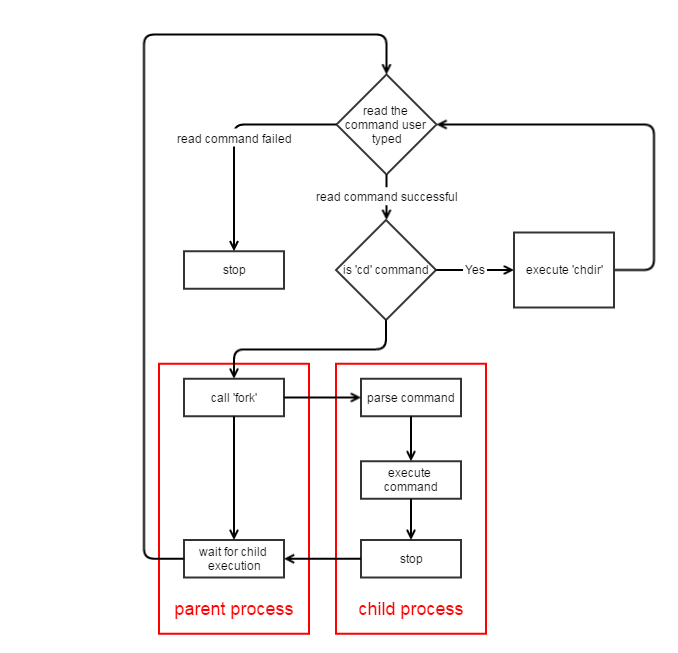 read the
command user
typed
read command failed
read command successful
stop
is 'cd' command
Yes
execute 'chdir'
call 'fork'
parse command
execute
command
wait for child
execution
stop
parent process
child process